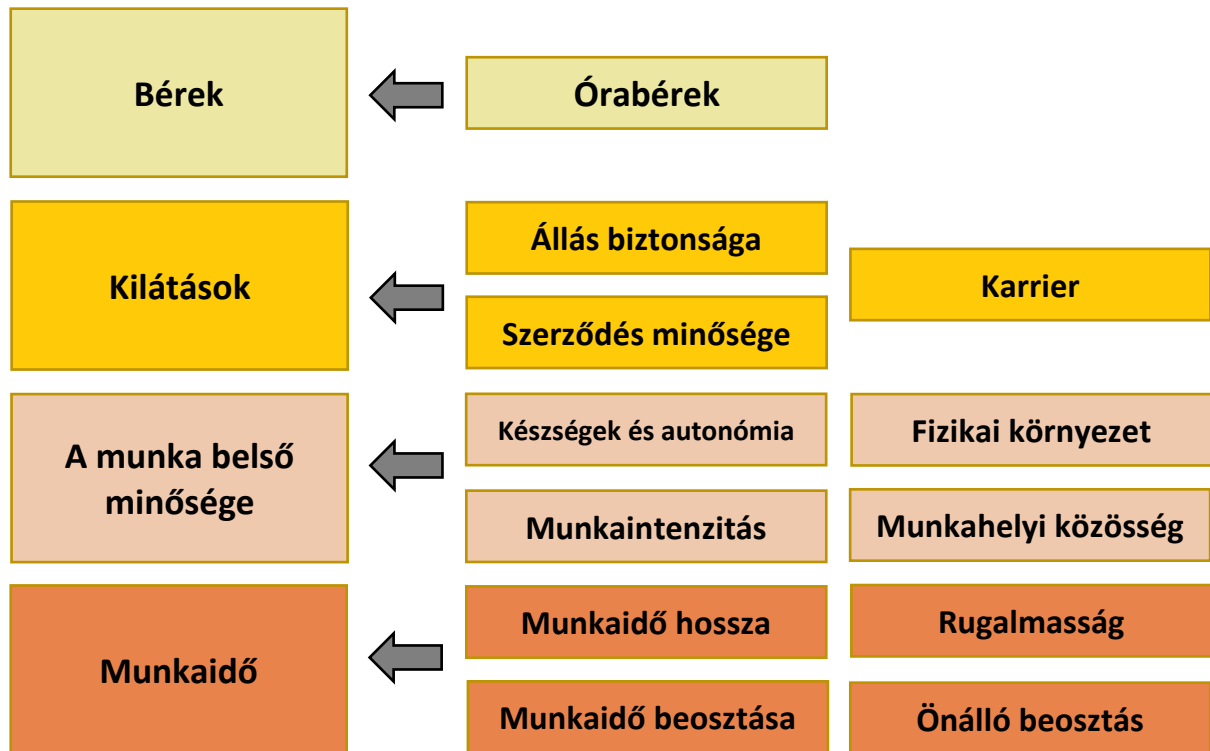 Bérek
Órabérek
Kilátások
Állás biztonsága
Szerződés minősége
Karrier
A munka belső
minősége
Készségek és autonómia
Fizikai környezet
Munkaintenzitás
Munkahelyi közösség
Munkaidő
Munkaidő hossza
Rugalmasság
Munkaidő beosztása
Önálló beosztás